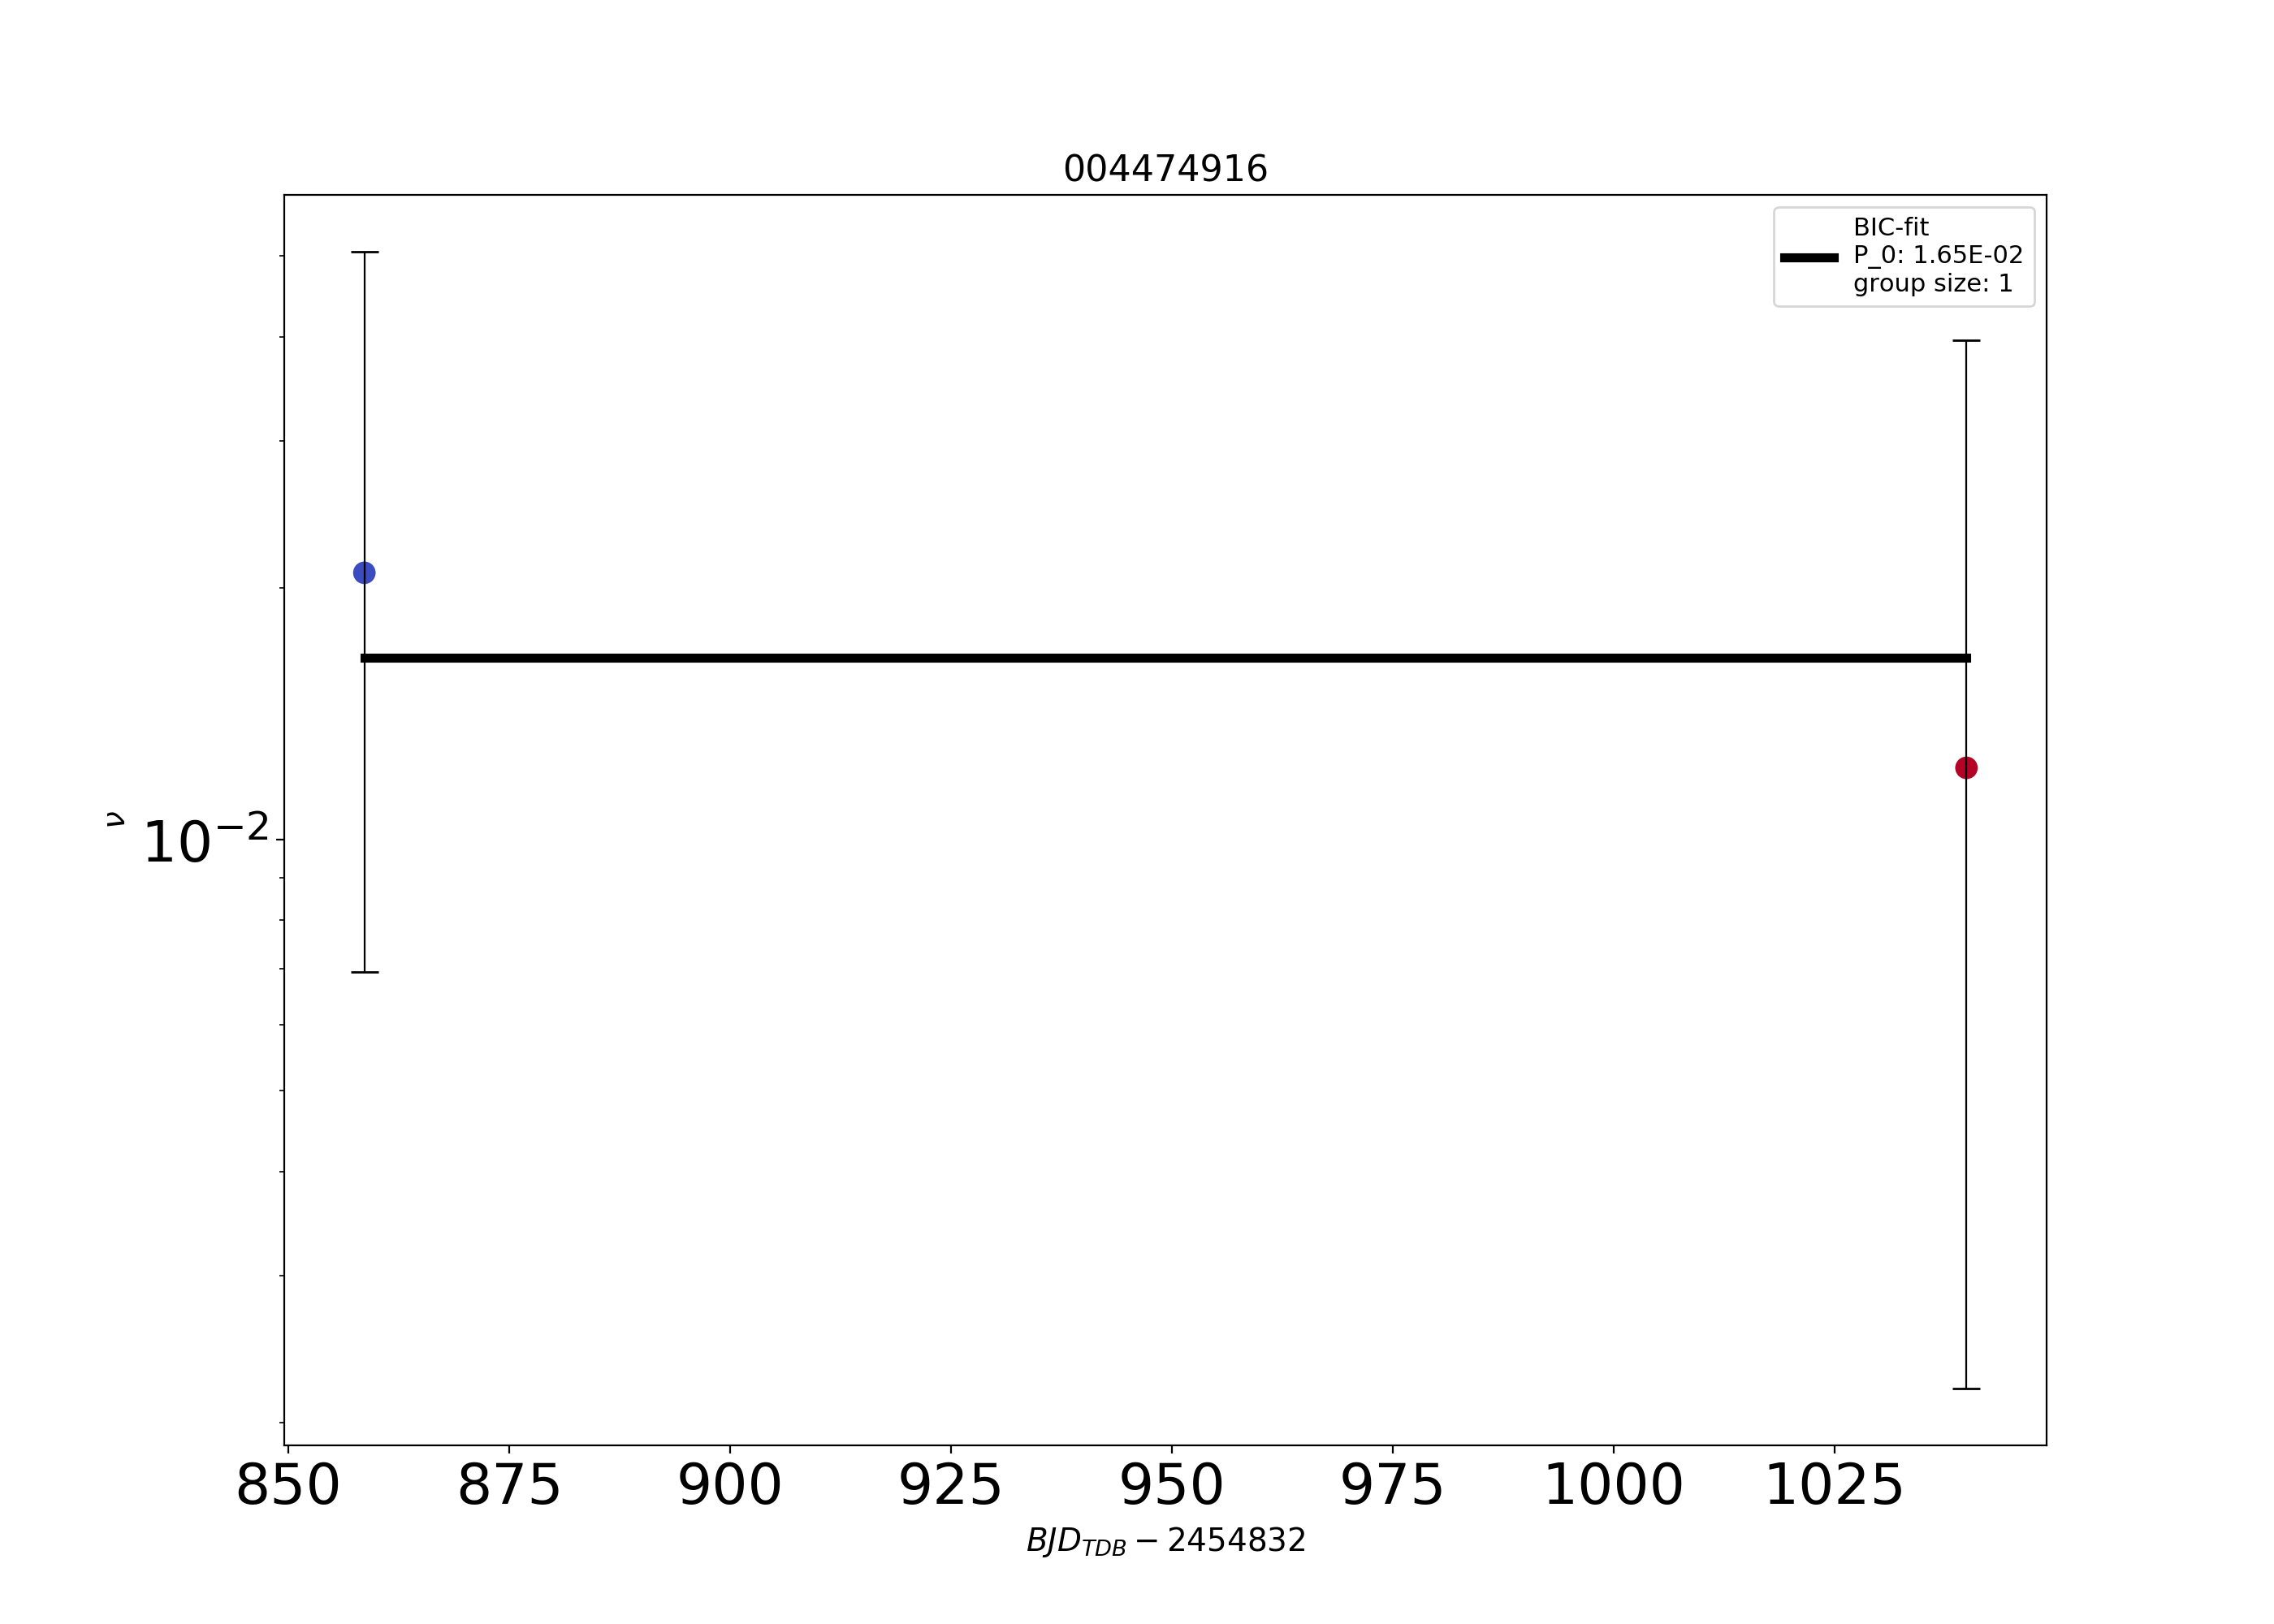 004474916
BIC-fit
P_0: 1.65E-02
group size: 1
ν
10⁻²
850 875 900 925 950 975 1000 1025
BJD_TDB − 2454832